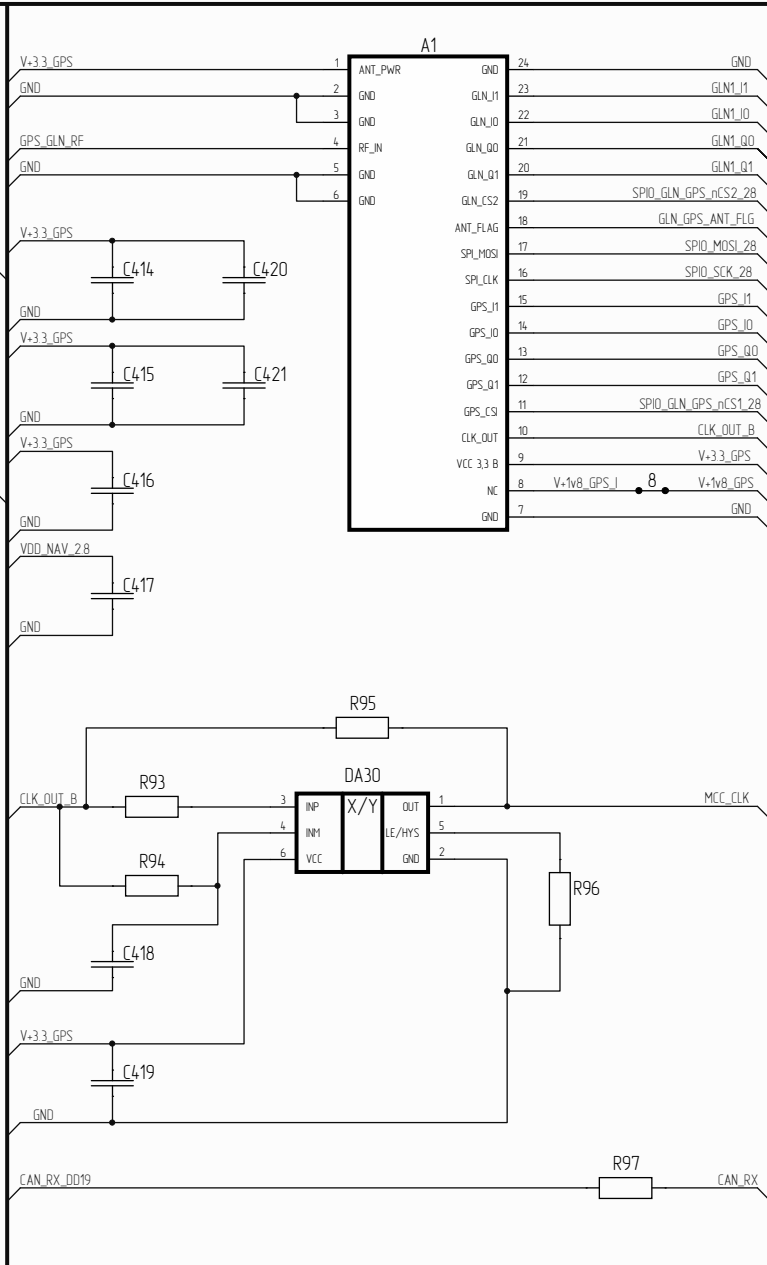 A1
V+3.3_GPS 1 ANT_PWR GND 24 GND
GND 2 GND GLN_I1 23 GLN1_I1
3 GND GLN_I0 22 GLN1_I0
GPS_GLN_RF 4 RF_IN GLN_Q0 21 GLN1_Q0
GND 5 GND GLN_Q1 20 GLN1_Q1
6 GND GLN_CS2 19 SPI0_GLN_GPS_nCS2_28
ANT_FLAG 18 GLN_GPS_ANT_FLG
V+3.3_GPS SPI_MOSI 17 SPI0_MOSI_28
C414 C420 SPI_CLK 16 SPI0_SCK_28
GND GPS_I1 15 GPS_I1
V+3.3_GPS GPS_I0 14 GPS_I0
GPS_Q0 13 GPS_Q0
C415 C421 GPS_Q1 12 GPS_Q1
GND GPS_CSI 11 SPI0_GLN_GPS_nCS1_28
V+3.3_GPS CLK_OUT 10 CLK_OUT_B
VCC 3,3 B 9 V+3.3_GPS
C416 NC 8 V+1v8_GPS_I 8 V+1v8_GPS
GND GND 7 GND
VDD_NAV_2.8
C417
GND
R95
R93 DA30
CLK_OUT_B 3 INP X/Y OUT 1 MCC_CLK
4 INM LE/HYS 5
R94 6 VCC GND 2
R96
C418
GND
V+3.3_GPS
C419
GND
R97
CAN_RX_DD19 CAN_RX